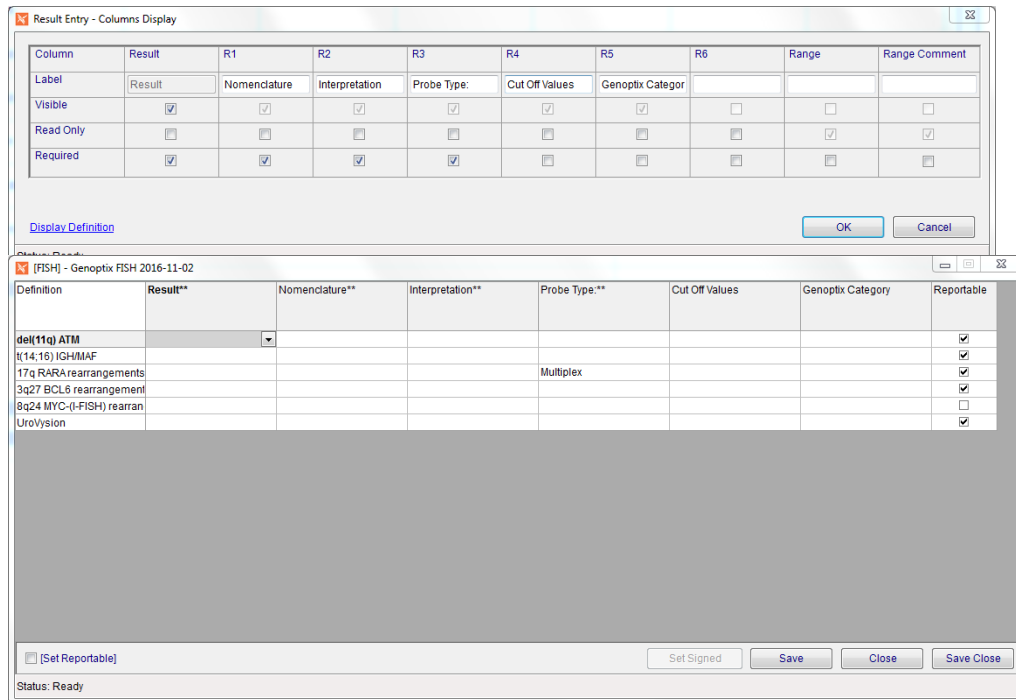 Result Entry - Columns Display
Column Result R1 R2 R3 R4 R5 R6 Range Range Comment
Label Result Nomenclature Interpretation Probe Type: Cut Off Values Genoptix Categor
Visible
Read Only
Required
Display Definition OK Cancel
Status: Ready
[FISH] - Genoptix FISH 2016-11-02
Definition Result** Nomenclature** Interpretation** Probe Type:** Cut Off Values Genoptix Category Reportable
del(11q) ATM
t(14;16) IGH/MAF
17q RARA rearrangements Multiplex
3q27 BCL6 rearrangement
8q24 MYC-(I-FISH) rearran
UroVysion
[Set Reportable] Set Signed Save Close Save Close
Status: Ready